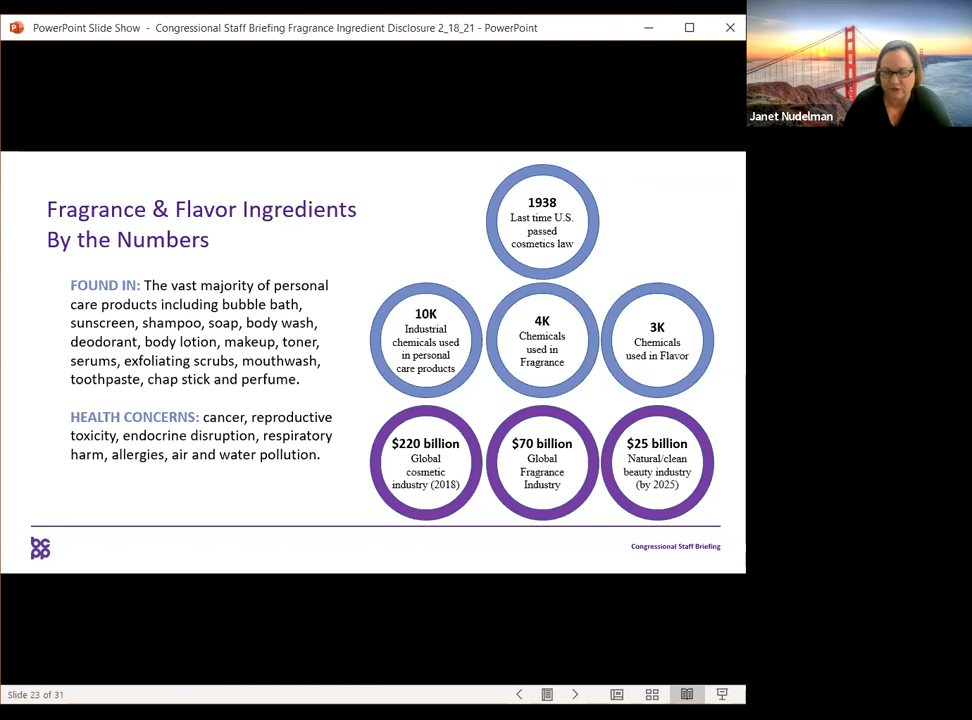 PowerPoint Slide Show - Congressional Staff Briefing Fragrance Ingredient Disclosure 2_18_21 - PowerPoint
Janet Nudelman
Fragrance & Flavor Ingredients
By the Numbers
FOUND IN: The vast majority of personal
care products including bubble bath,
sunscreen, shampoo, soap, body wash,
deodorant, body lotion, makeup, toner,
serums, exfoliating scrubs, mouthwash,
toothpaste, chap stick and perfume.
HEALTH CONCERNS: cancer, reproductive
toxicity, endocrine disruption, respiratory
harm, allergies, air and water pollution.
1938
Last time U.S.
passed
cosmetics law
10K
Industrial
chemicals used
in personal
care products
4K
Chemicals
used in
Fragrance
3K
Chemicals
used in Flavor
$220 billion
Global
cosmetic
industry (2018)
$70 billion
Global
Fragrance
Industry
$25 billion
Natural/clean
beauty industry
(by 2025)
bc
pp
Congressional Staff Briefing
Slide 23 of 31